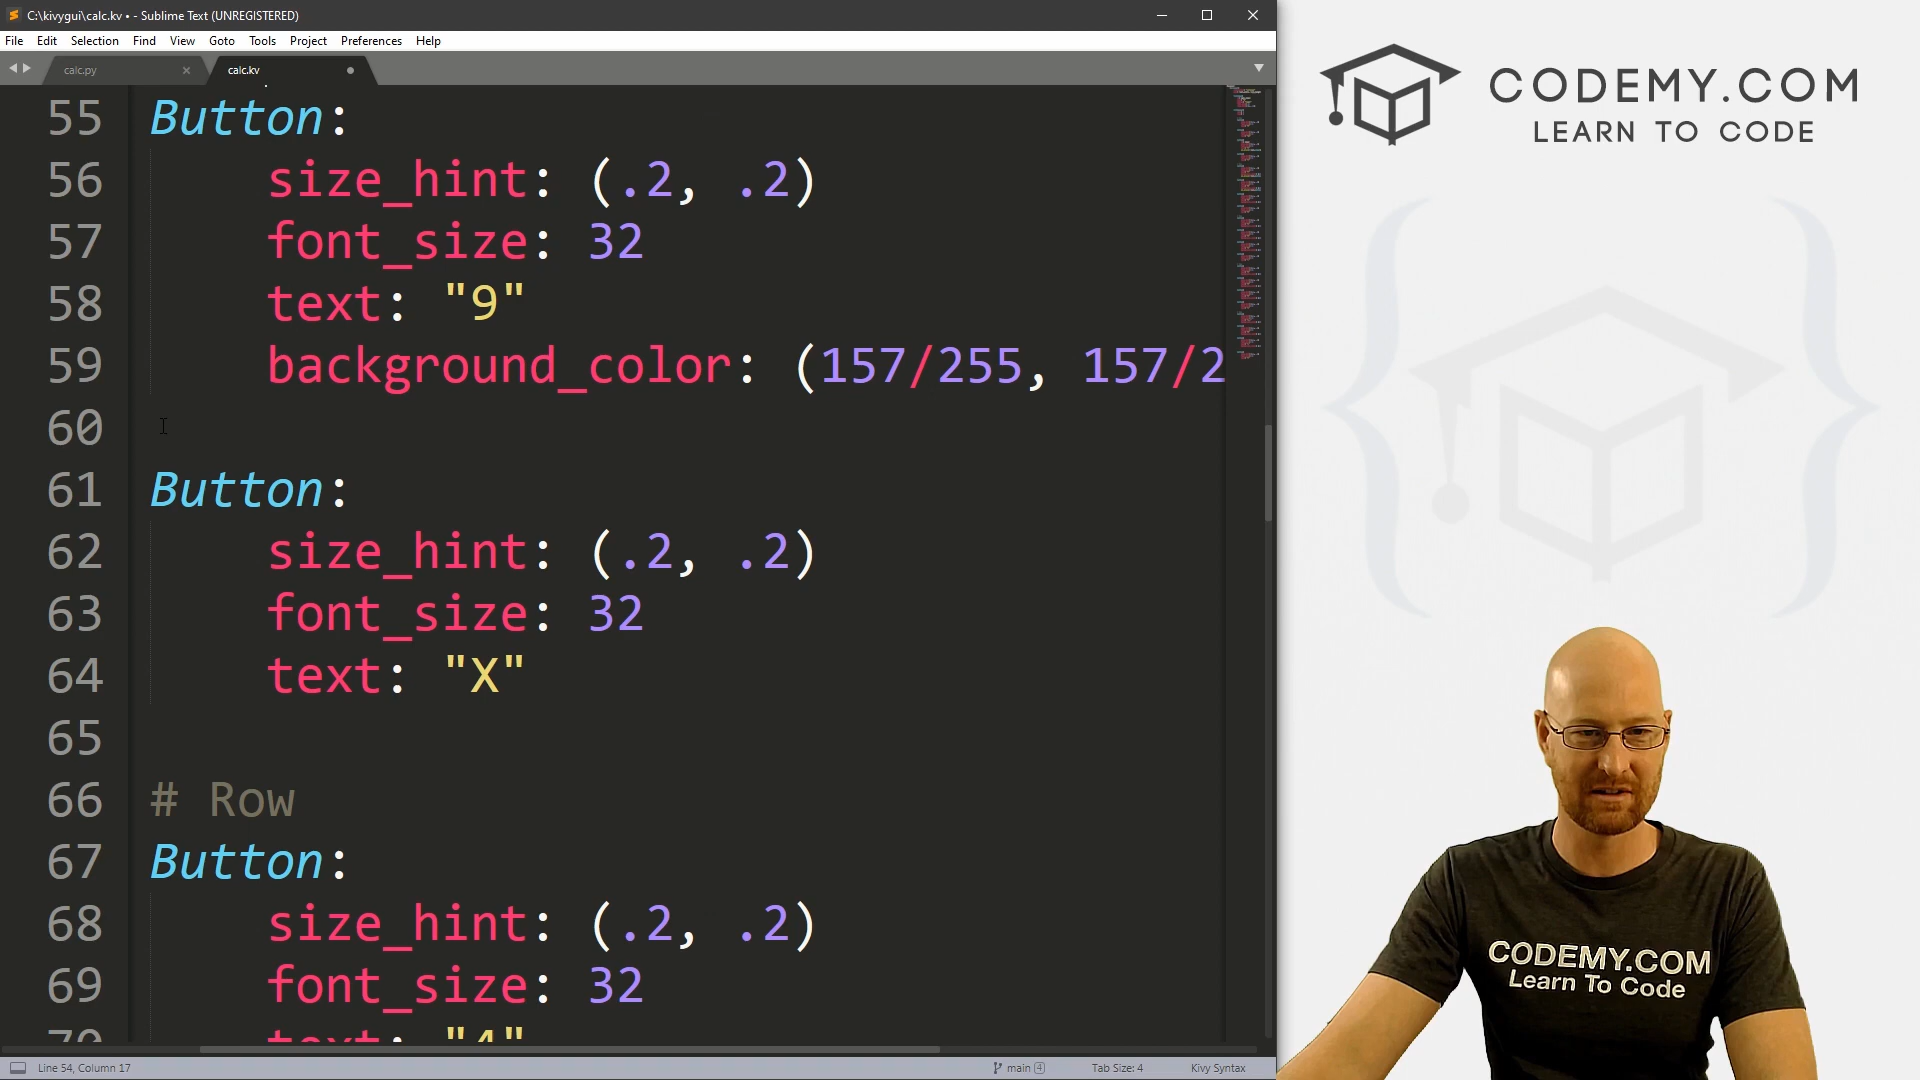 C:\kivygui\calc.kv • - Sublime Text (UNREGISTERED)
File Edit Selection Find View Goto Tools Project Preferences Help
calc.py calc.kv
55 Button:
56 size_hint: (.2, .2)
57 font_size: 32
58 text: "9"
59 background_color: (157/255, 157/2
60
61 Button:
62 size_hint: (.2, .2)
63 font_size: 32
64 text: "X"
65
66 # Row
67 Button:
68 size_hint: (.2, .2)
69 font_size: 32
70 text: "4"
Line 54, Column 17 main 4 Tab Size: 4 Kivy Syntax
CODEMY.COM
LEARN TO CODE
CODEMY.COM
Learn To Code